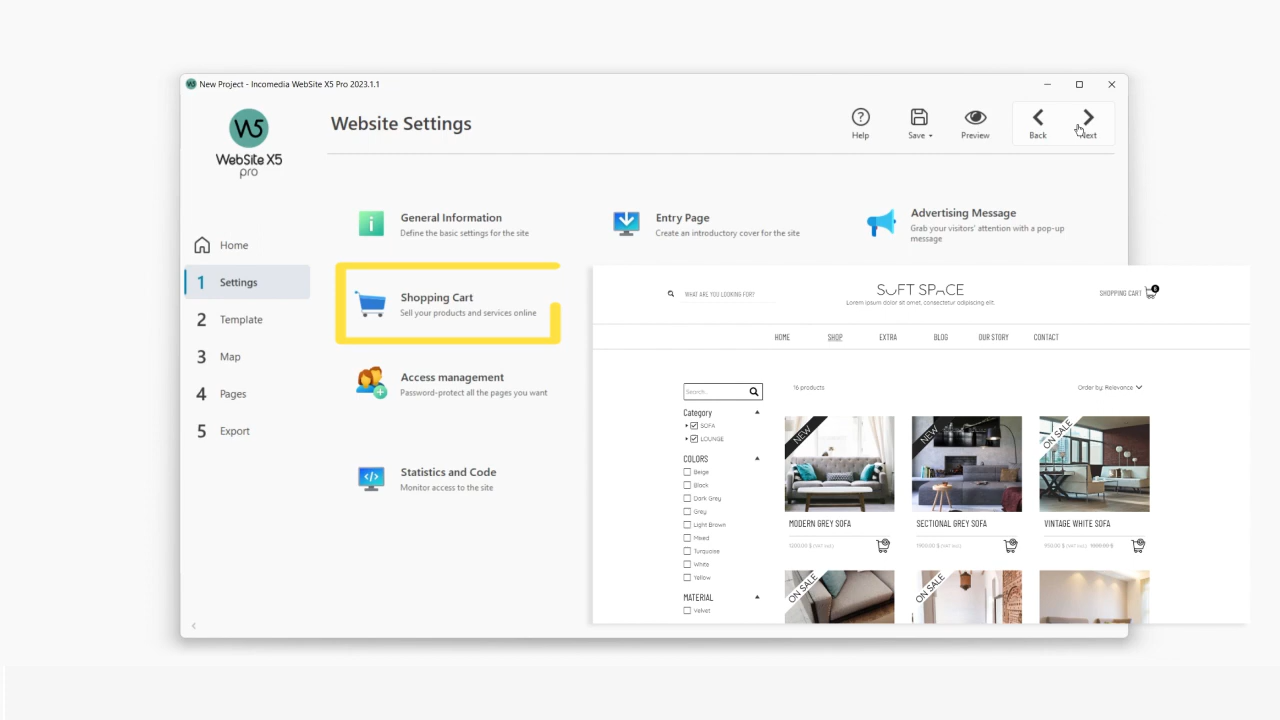 New Project - Incomedia WebSite X5 Pro 2023.1.1
W5
WebSite X5
pro
Website Settings
Help
Save
Preview
Back
Next
Home
1 Settings
2 Template
3 Map
4 Pages
5 Export
General Information
Define the basic settings for the site
Entry Page
Create an introductory cover for the site
Advertising Message
Grab your visitors' attention with a pop-up
message
Shopping Cart
Sell your products and services online
Access management
Password-protect all the pages you want
Statistics and Code
Monitor access to the site
WHAT ARE YOU LOOKING FOR?
SOFT SPACE
Lorem ipsum dolor sit amet, consectetur adipiscing elit.
SHOPPING CART
HOME SHOP EXTRA BLOG OUR STORY CONTACT
Search...
16 products
Order by: Relevance
Category
SOFA
LOUNGE
COLORS
Beige
Black
Dark Grey
Grey
Light Brown
Mixed
Turquoise
White
Yellow
MATERIAL
Velvet
NEW
MODERN GREY SOFA
1200.00 $ (VAT incl.)
NEW
SECTIONAL GREY SOFA
ON SALE
VINTAGE WHITE SOFA
ON SALE
ON SALE